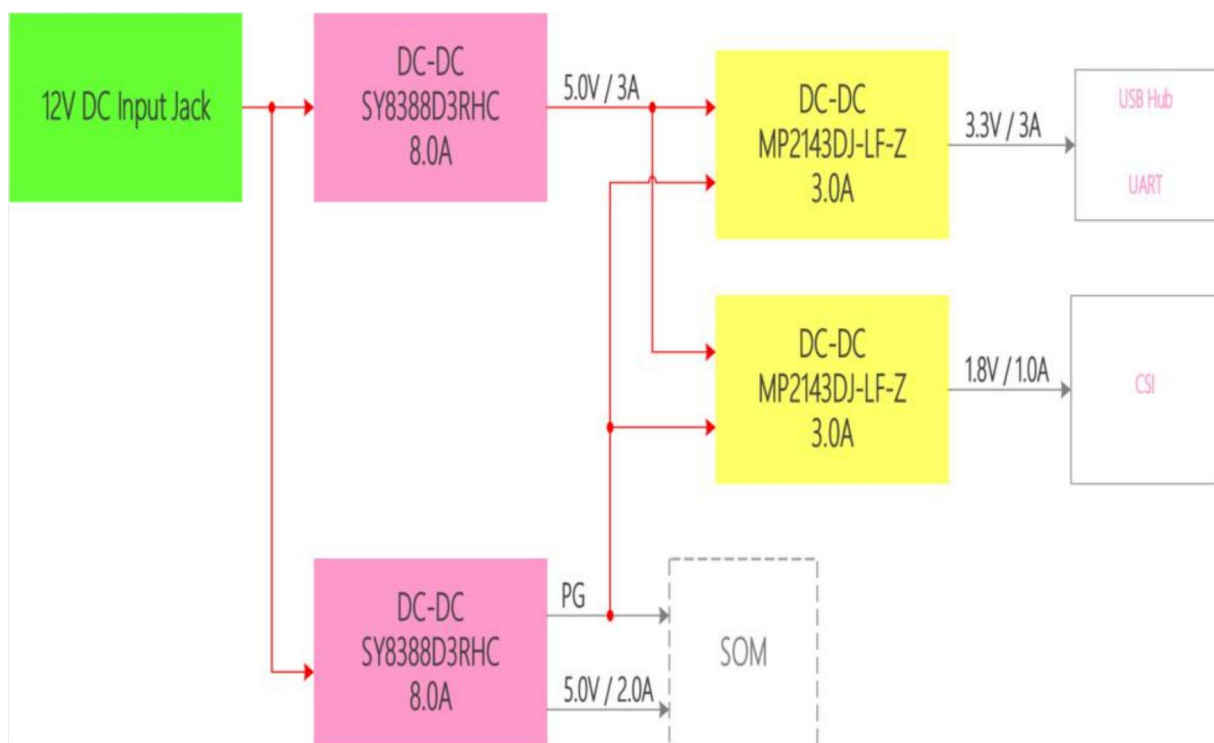 12V DC Input Jack
DC-DC
SY8388D3RHC
8.0A
5.0V / 3A
DC-DC
MP2143DJ-LF-Z
3.0A
3.3V / 3A
USB Hub
UART
DC-DC
MP2143DJ-LF-Z
3.0A
1.8V / 1.0A
CSI
DC-DC
SY8388D3RHC
8.0A
PG
5.0V / 2.0A
SOM